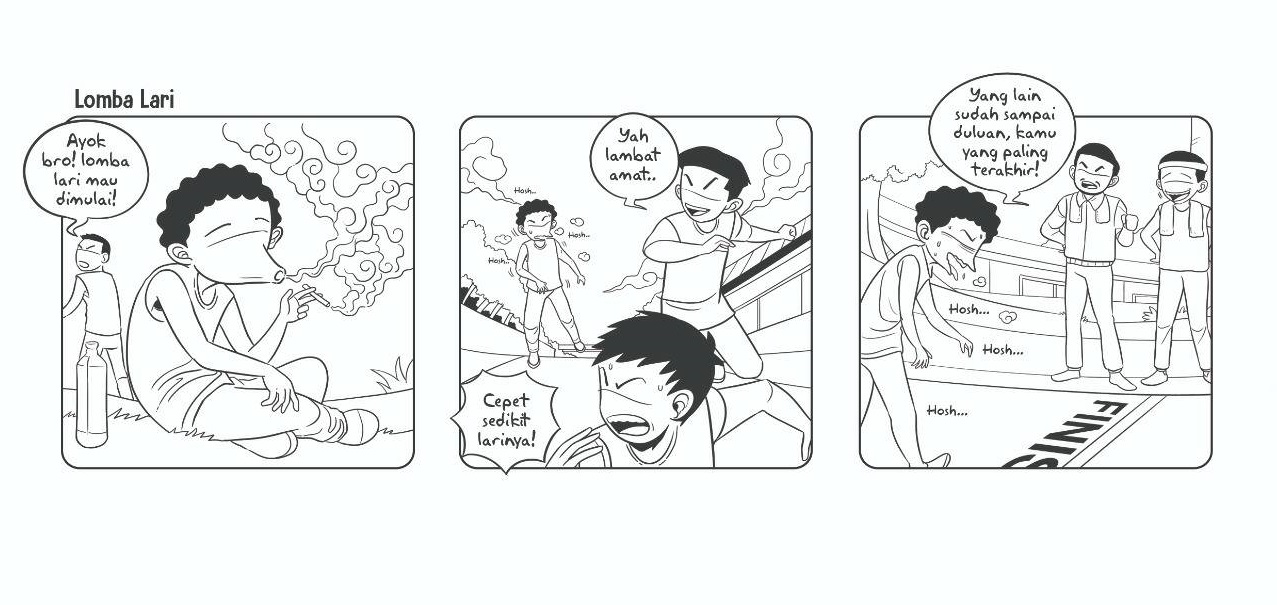 Lomba Lari
Ayok
bro! lomba
lari mau
dimulai!
Yah
lambat
amat..
Hosh..
Hosh..
Hosh..
Cepet
sedikit
larinya!
Yang lain
sudah sampai
duluan, kamu
yang paling
terakhir!
Hosh...
Hosh...
Hosh...
FINIS